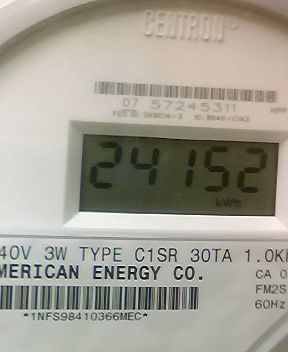 CENTRON®
07 57245311
24152
kWh
40V 3W TYPE C1SR 30TA 1.0K
MERICAN ENERGY CO.
CA 0
FM2S
60Hz
*1NFS98410366MEC*